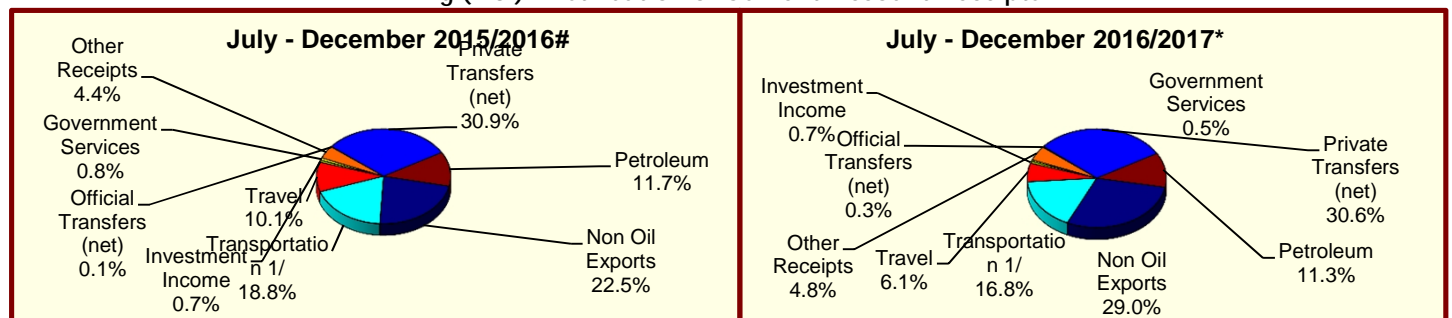 July - December 2015/2016#
Other
Receipts
4.4%
Private
Transfers
(net)
30.9%
Government
Services
0.8%
Petroleum
11.7%
Official
Transfers
(net)
0.1%
Travel
10.1%
Investment
Income
0.7%
Transportatio
n 1/
18.8%
Non Oil
Exports
22.5%
July - December 2016/2017*
Investment
Income
0.7%
Government
Services
0.5%
Official
Transfers
(net)
0.3%
Private
Transfers
(net)
30.6%
Other
Receipts
4.8%
Travel
6.1%
Transportatio
n 1/
16.8%
Non Oil
Exports
29.0%
Petroleum
11.3%